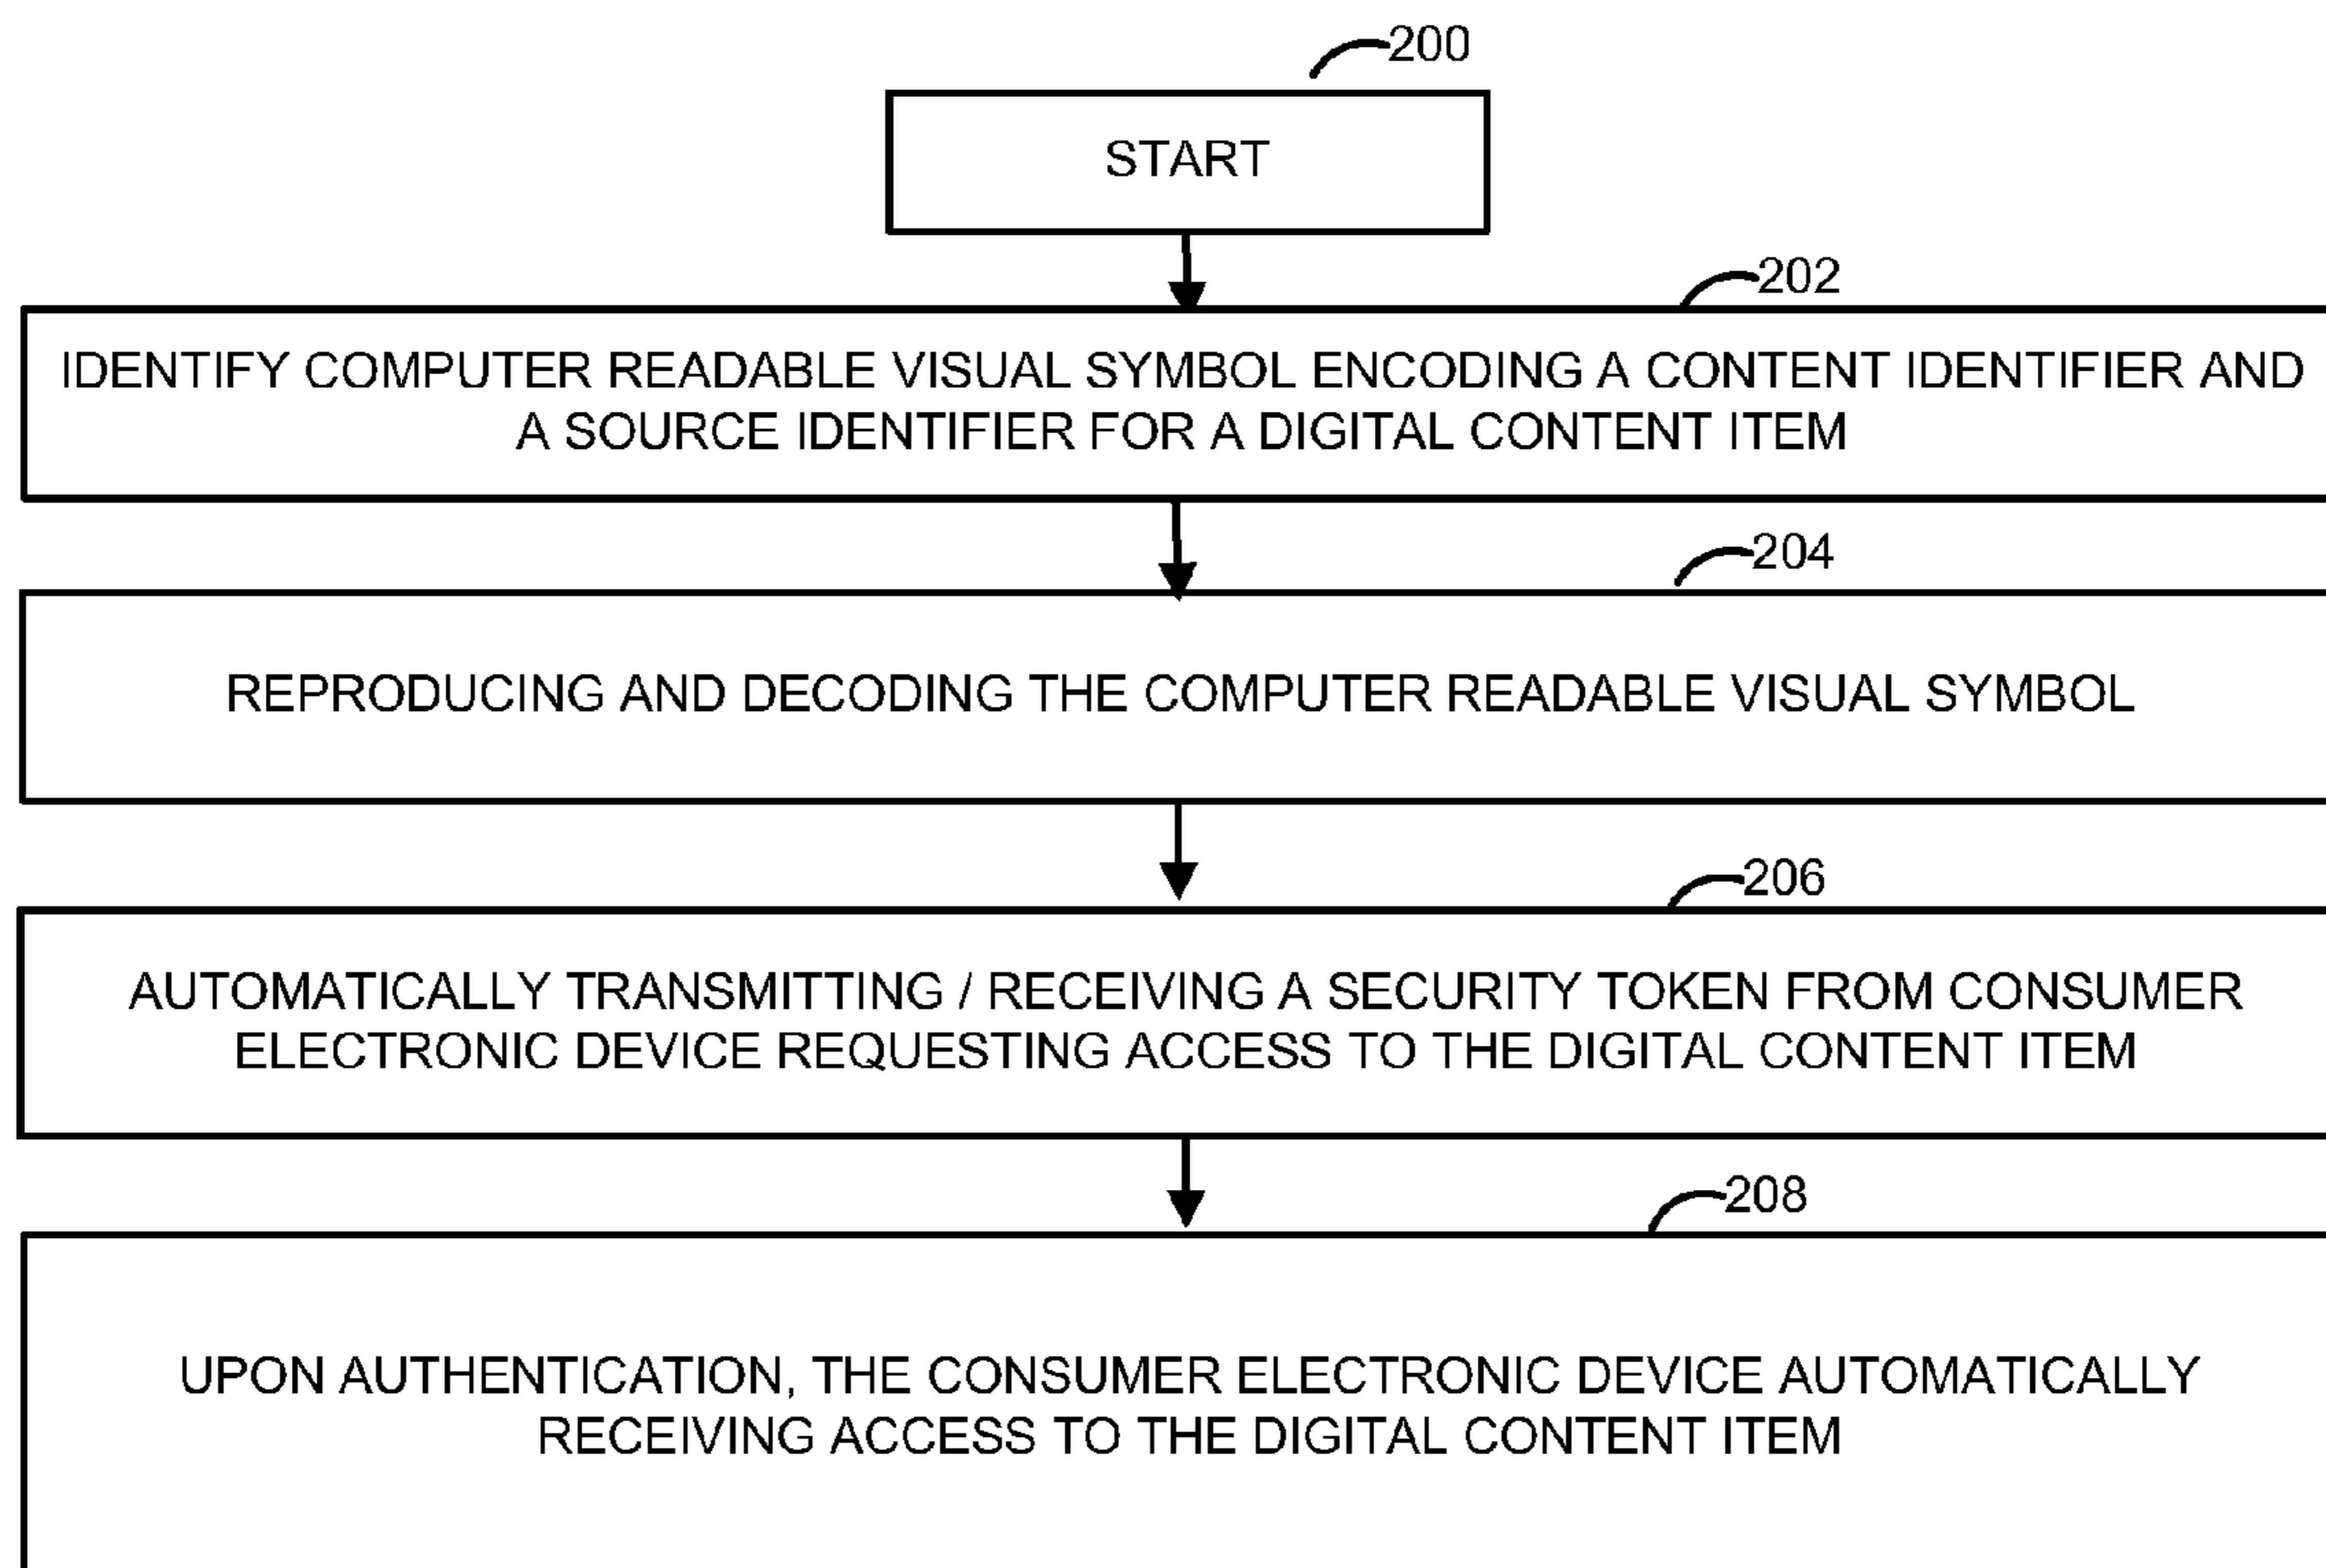 200
START
202
IDENTIFY COMPUTER READABLE VISUAL SYMBOL ENCODING A CONTENT IDENTIFIER AND
A SOURCE IDENTIFIER FOR A DIGITAL CONTENT ITEM
204
REPRODUCING AND DECODING THE COMPUTER READABLE VISUAL SYMBOL
206
AUTOMATICALLY TRANSMITTING / RECEIVING A SECURITY TOKEN FROM CONSUMER
ELECTRONIC DEVICE REQUESTING ACCESS TO THE DIGITAL CONTENT ITEM
208
UPON AUTHENTICATION, THE CONSUMER ELECTRONIC DEVICE AUTOMATICALLY
RECEIVING ACCESS TO THE DIGITAL CONTENT ITEM